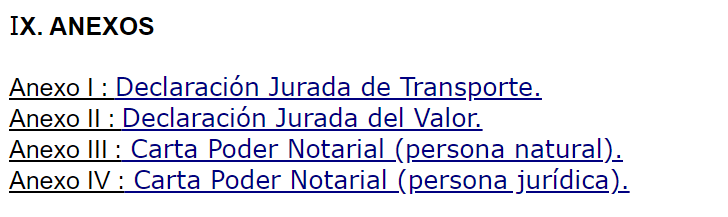 IX. ANEXOS
Anexo I : Declaración Jurada de Transporte.
Anexo II : Declaración Jurada del Valor.
Anexo III : Carta Poder Notarial (persona natural).
Anexo IV : Carta Poder Notarial (persona jurídica).